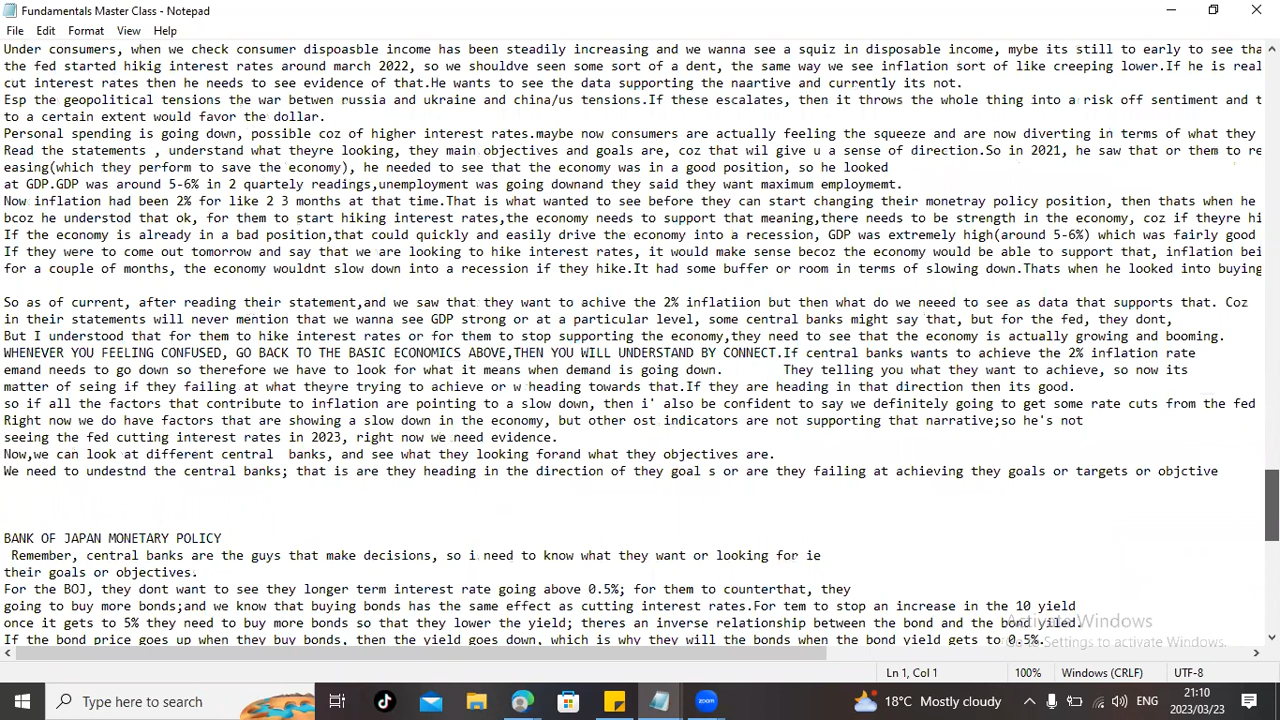 Fundamentals Master Class - Notepad
File Edit Format View Help
Under consumers, when we check consumer dispoasble income has been steadily increasing and we wanna see a squiz in disposable income, mybe its still to early to see tha
the fed started hikig interest rates around march 2022, so we shouldve seen some sort of a dent, the same way we see inflation sort of like creeping lower.If he is real
cut interest rates then he needs to see evidence of that.He wants to see the data supporting the naartive and currently its not.
Esp the geopolitical tensions the war betwen russia and ukraine and china/us tensions.If these escalates, then it throws the whole thing into a risk off sentiment and t
to a certain extent would favor the dollar.
Personal spending is going down, possible coz of higher interest rates.maybe now consumers are actually feeling the squeeze and are now diverting in terms of what they
Read the statements , understand what theyre looking, they main objectives and goals are, coz that wil give u a sense of direction.So in 2021, he saw that or them to re
easing(which they perform to save the economy), he needed to see that the economy was in a good position, so he looked
at GDP.GDP was around 5-6% in 2 quartely readings,unemployment was going downand they said they want maximum employmemt.
Now inflation had been 2% for like 2 3 months at that time.That is what wanted to see before they can start changing their monetray policy position, then thats when he
bcoz he understod that ok, for them to start hiking interest rates,the economy needs to support that meaning,there needs to be strength in the economy, coz if theyre hi
If the economy is already in a bad position,that could quickly and easily drive the economy into a recession, GDP was extremely high(around 5-6%) which was fairly good
If they were to come out tomorrow and say that we are looking to hike interest rates, it would make sense becoz the economy would be able to support that, inflation bei
for a couple of months, the economy wouldnt slow down into a recession if they hike.It had some buffer or room in terms of slowing down.Thats when he looked into buying
So as of current, after reading their statement,and we saw that they want to achive the 2% inflatiion but then what do we neeed to see as data that supports that. Coz
in their statements will never mention that we wanna see GDP strong or at a particular level, some central banks might say that, but for the fed, they dont,
But I understood that for them to hike interest rates or for them to stop supporting the economy,they need to see that the economy is actually growing and booming.
WHENEVER YOU FEELING CONFUSED, GO BACK TO THE BASIC ECONOMICS ABOVE,THEN YOU WILL UNDERSTAND BY CONNECT.If central banks wants to achieve the 2% inflation rate
emand needs to go down so therefore we have to look for what it means when demand is going down. They telling you what they want to achieve, so now its
matter of seing if they failing at what theyre trying to achieve or w heading towards that.If they are heading in that direction then its good.
so if all the factors that contribute to inflation are pointing to a slow down, then i' also be confident to say we definitely going to get some rate cuts from the fed
Right now we do have factors that are showing a slow down in the economy, but other ost indicators are not supporting that narrative;so he's not
seeing the fed cutting interest rates in 2023, right now we need evidence.
Now,we can look at different central banks, and see what they looking forand what they objectives are.
We need to undestnd the central banks; that is are they heading in the direction of they goal s or are they failing at achieving they goals or targets or objctive
BANK OF JAPAN MONETARY POLICY
Remember, central banks are the guys that make decisions, so i need to know what they want or looking for ie
their goals or objectives.
For the BOJ, they dont want to see they longer term interest rate going above 0.5%; for them to counterthat, they
going to buy more bonds;and we know that buying bonds has the same effect as cutting interest rates.For tem to stop an increase in the 10 yield
once it gets to 5% they need to buy more bonds so that they lower the yield; theres an inverse relationship between the bond and the bond yield.
If the bond price goes up when they buy bonds, then the yield goes down, which is why they will the bonds when the bond yield gets to 0.5%.
Activate Windows
Go to Settings to activate Windows.
Ln 1, Col 1 100% Windows (CRLF) UTF-8
Type here to search
zoom
18°C Mostly cloudy
ENG
21:10
2023/03/23